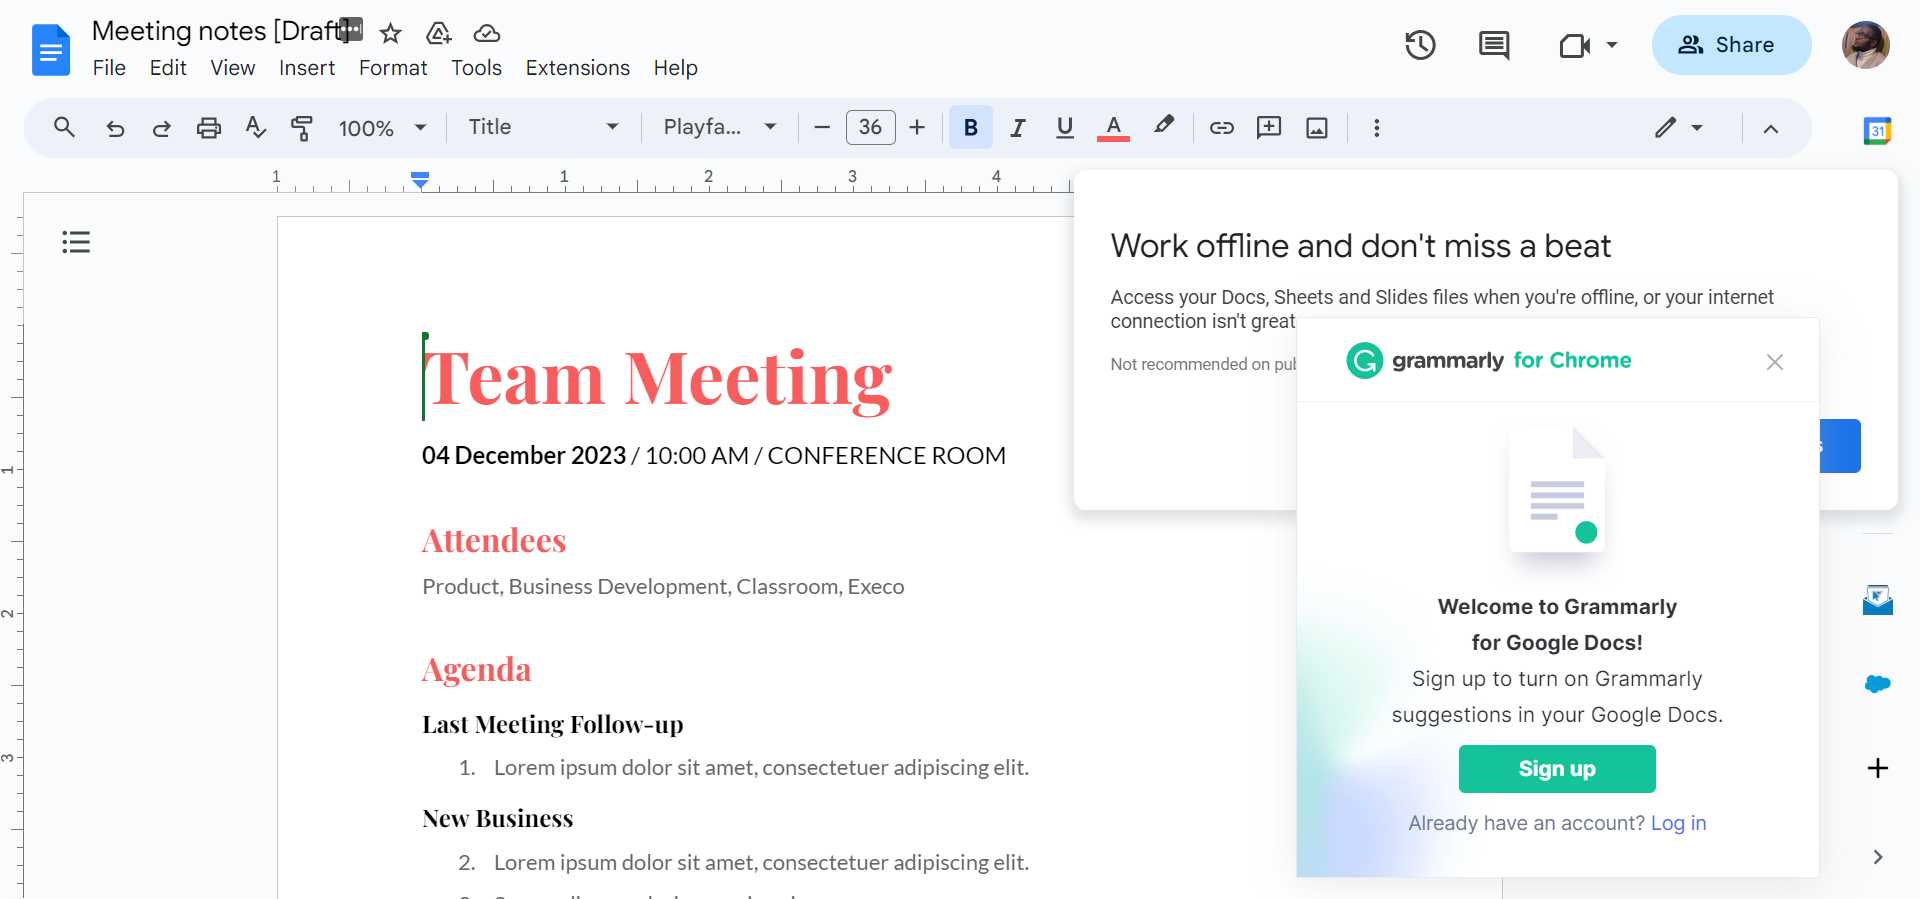 Meeting notes [Draft]
File Edit View Insert Format Tools Extensions Help
Share
100% Title Playfa... 36 B I U A
31
1 1 2 3 4
Work offline and don't miss a beat
Access your Docs, Sheets and Slides files when you're offline, or your internet
connection isn't great
Not recommended on pub
grammarly for Chrome
Welcome to Grammarly
for Google Docs!
Sign up to turn on Grammarly
suggestions in your Google Docs.
Sign up
Already have an account? Log in
Team Meeting
04 December 2023 / 10:00 AM / CONFERENCE ROOM
Attendees
Product, Business Development, Classroom, Execo
Agenda
Last Meeting Follow-up
1. Lorem ipsum dolor sit amet, consectetuer adipiscing elit.
New Business
2. Lorem ipsum dolor sit amet, consectetuer adipiscing elit.
1
2
3